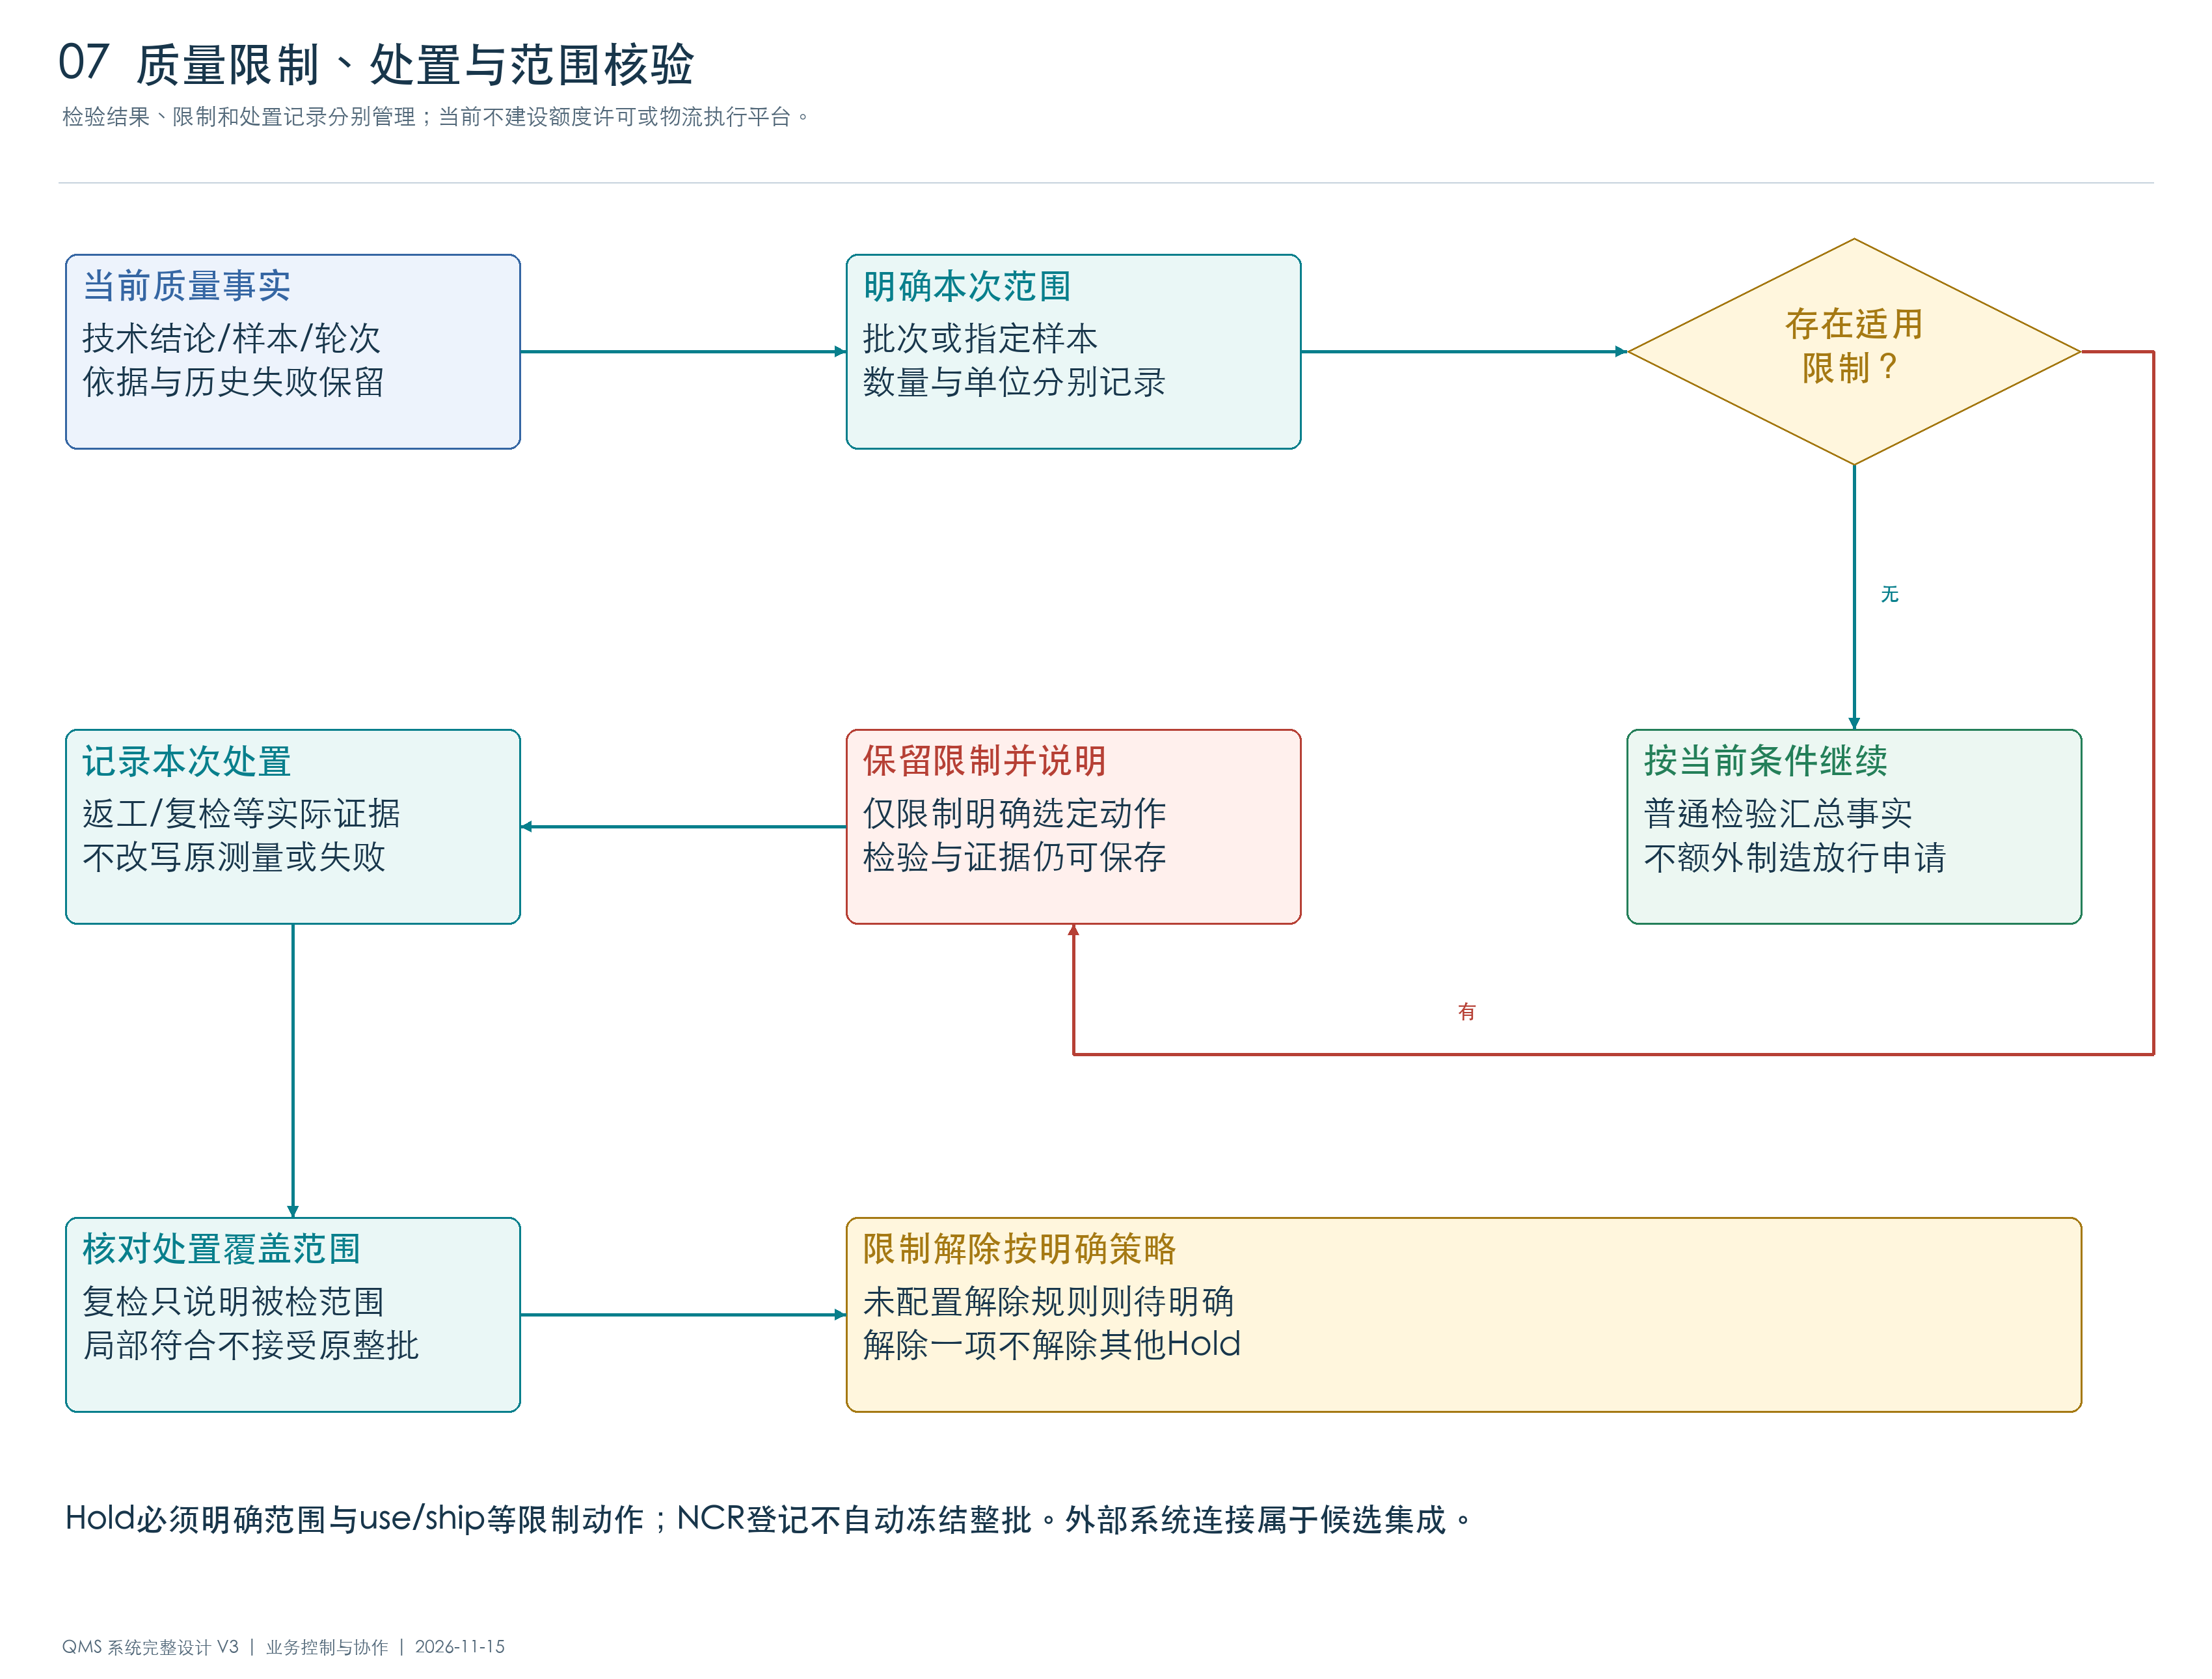 07 质量限制、处置与范围核验
检验结果、限制和处置记录分别管理；当前不建设额度许可或物流执行平台。
当前质量事实
技术结论/样本/轮次
依据与历史失败保留
明确本次范围
批次或指定样本
数量与单位分别记录
存在适用
限制？
无
记录本次处置
返工/复检等实际证据
不改写原测量或失败
保留限制并说明
仅限制明确选定动作
检验与证据仍可保存
按当前条件继续
普通检验汇总事实
不额外制造放行申请
有
核对处置覆盖范围
复检只说明被检范围
局部符合不接受原整批
限制解除按明确策略
未配置解除规则则待明确
解除一项不解除其他Hold
Hold必须明确范围与use/ship等限制动作；NCR登记不自动冻结整批。外部系统连接属于候选集成。
QMS 系统完整设计 V3 | 业务控制与协作 | 2026-11-15